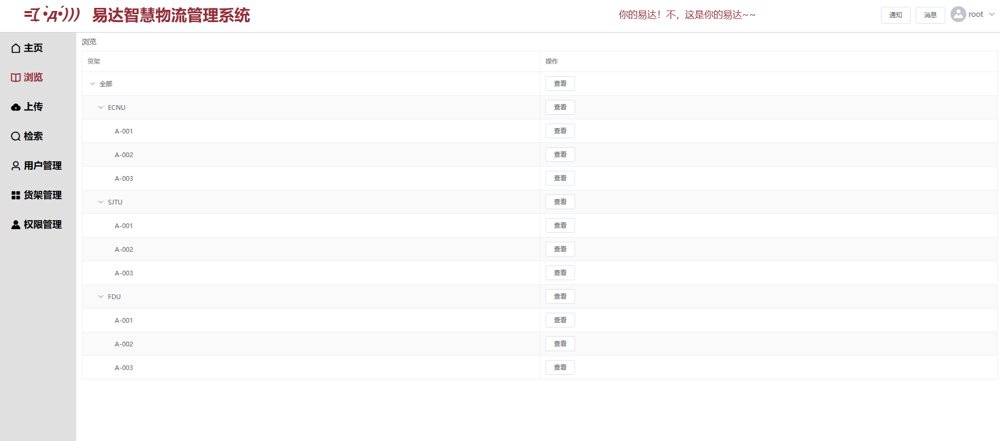 =͟͟͞͞( •̀д•́))) 易达智慧物流管理系统
你的易达！不，这是你的易达~~
通知
消息
root
主页
浏览
上传
检索
用户管理
货架管理
权限管理
浏览
货架 操作
全部 查看
ECNU 查看
A-001 查看
A-002 查看
A-003 查看
SJTU 查看
A-001 查看
A-002 查看
A-003 查看
FDU 查看
A-001 查看
A-002 查看
A-003 查看